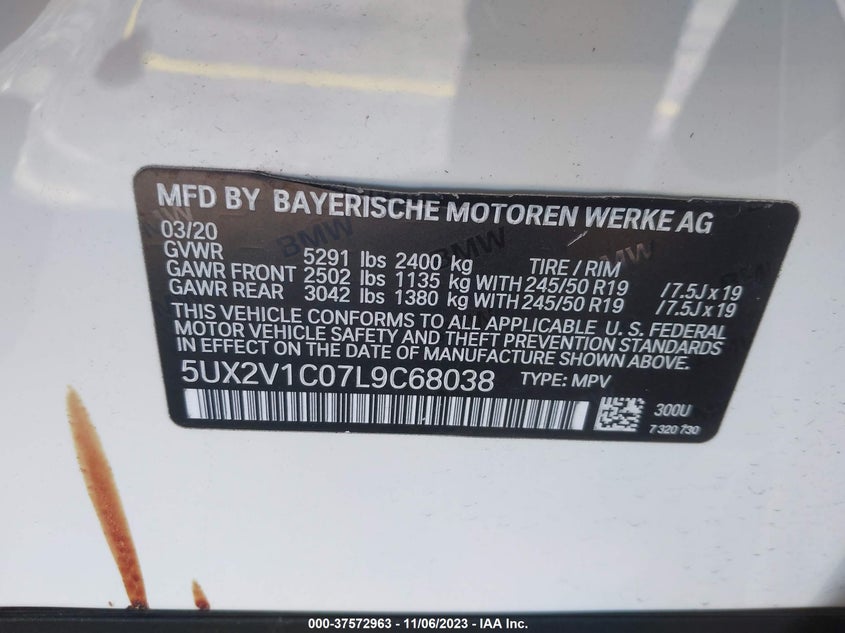 MFD BY BAYERISCHE MOTOREN WERKE AG
03/20
GVWR 5291 lbs 2400 kg TIRE / RIM
GAWR FRONT 2502 lbs 1135 kg WITH 245/50 R19 / 7.5J x 19
GAWR REAR 3042 lbs 1380 kg WITH 245/50 R19 / 7.5J x 19
THIS VEHICLE CONFORMS TO ALL APPLICABLE U. S. FEDERAL
MOTOR VEHICLE SAFETY AND THEFT PREVENTION STANDARDS
IN EFFECT ON THE DATE OF MANUFACTURE SHOWN ABOVE.
5UX2V1C07L9C68038 TYPE: MPV
300U
7 320 730
000-37572963 - 11/06/2023 - IAA Inc.